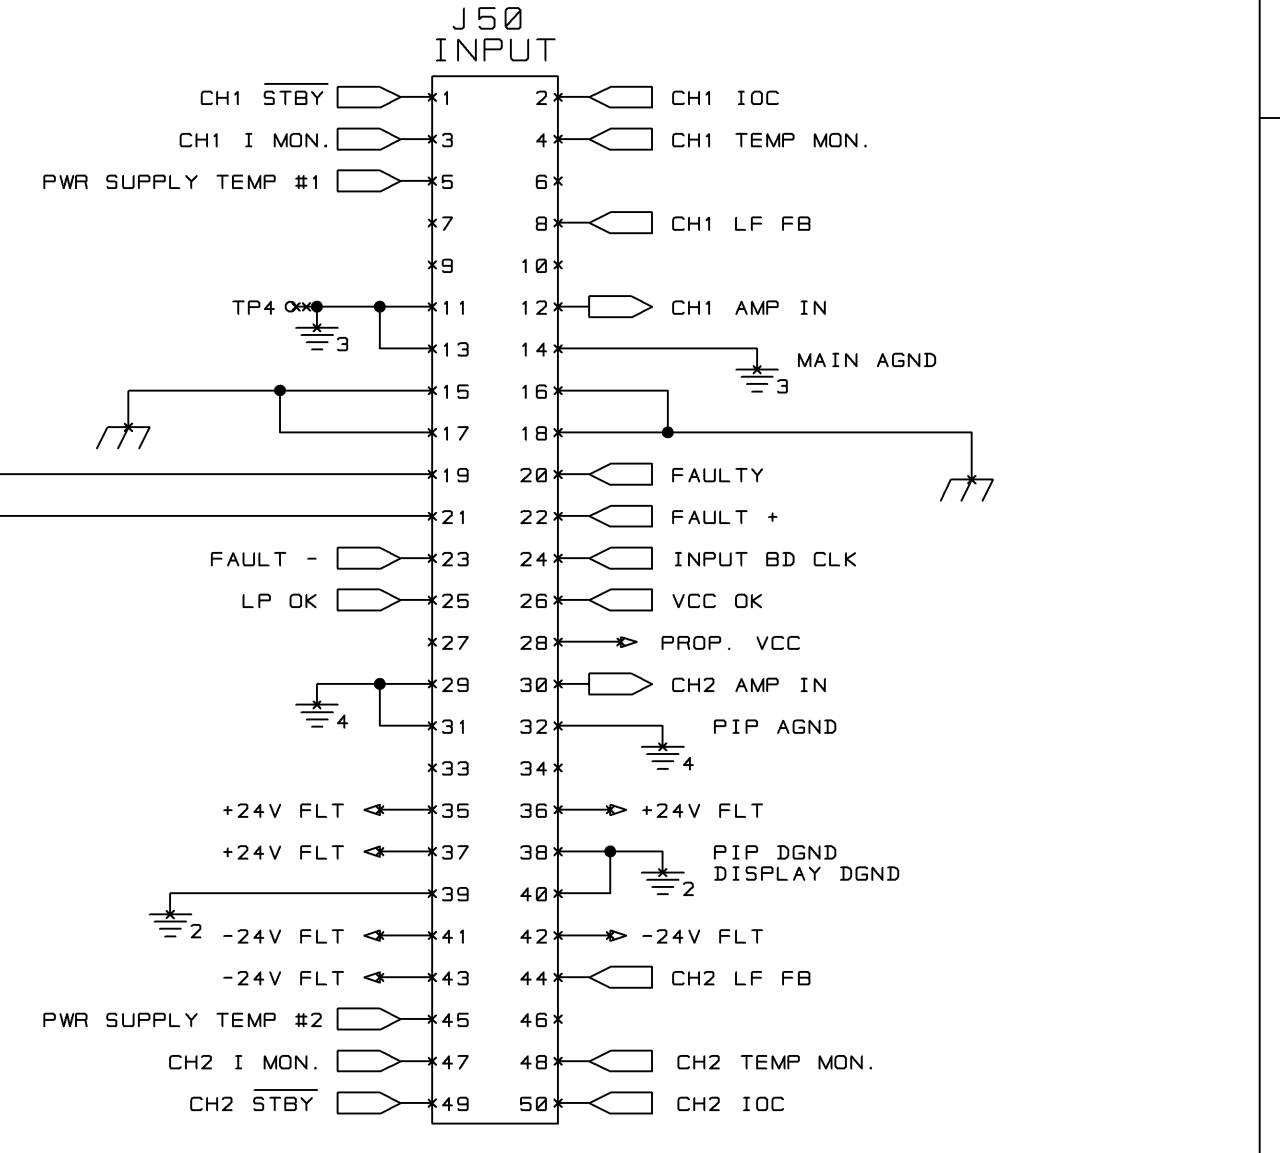 J50
INPUT
CH1 STBY 1 2 CH1 IOC
CH1 I MON. 3 4 CH1 TEMP MON.
PWR SUPPLY TEMP #1 5 6
7 8 CH1 LF FB
9 10
TP4 11 12 CH1 AMP IN
3 13 14 MAIN AGND
3
15 16
17 18
19 20 FAULTY
21 22 FAULT +
FAULT - 23 24 INPUT BD CLK
LP OK 25 26 VCC OK
27 28 PROP. VCC
29 30 CH2 AMP IN
4 31 32 PIP AGND
33 34 4
+24V FLT 35 36 +24V FLT
+24V FLT 37 38 PIP DGND
DISPLAY DGND
39 40 2
2 -24V FLT 41 42 -24V FLT
-24V FLT 43 44 CH2 LF FB
PWR SUPPLY TEMP #2 45 46
CH2 I MON. 47 48 CH2 TEMP MON.
CH2 STBY 49 50 CH2 IOC